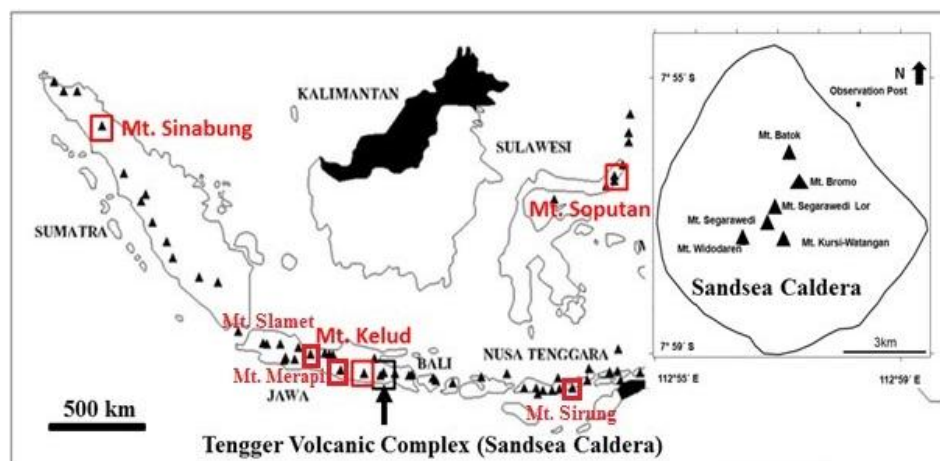 KALIMANTAN
Mt. Sinabung
SULAWESI
Mt. Soputan
SUMATRA
Mt. Slamet
Mt. Kelud
Mt. Merapi
JAWA
BALI
NUSA TENGGARA
Mt. Sirung
500 km
Tengger Volcanic Complex (Sandsea Caldera)
7° 55´ S
N
Observation Post
Mt. Batok
Mt. Bromo
Mt. Segarawedi Lor
Mt. Segarawedi
Mt. Widodaren
Mt. Kursi-Watangan
Sandsea Caldera
3km
7° 59´ S
112°55´ E
112°59´ E